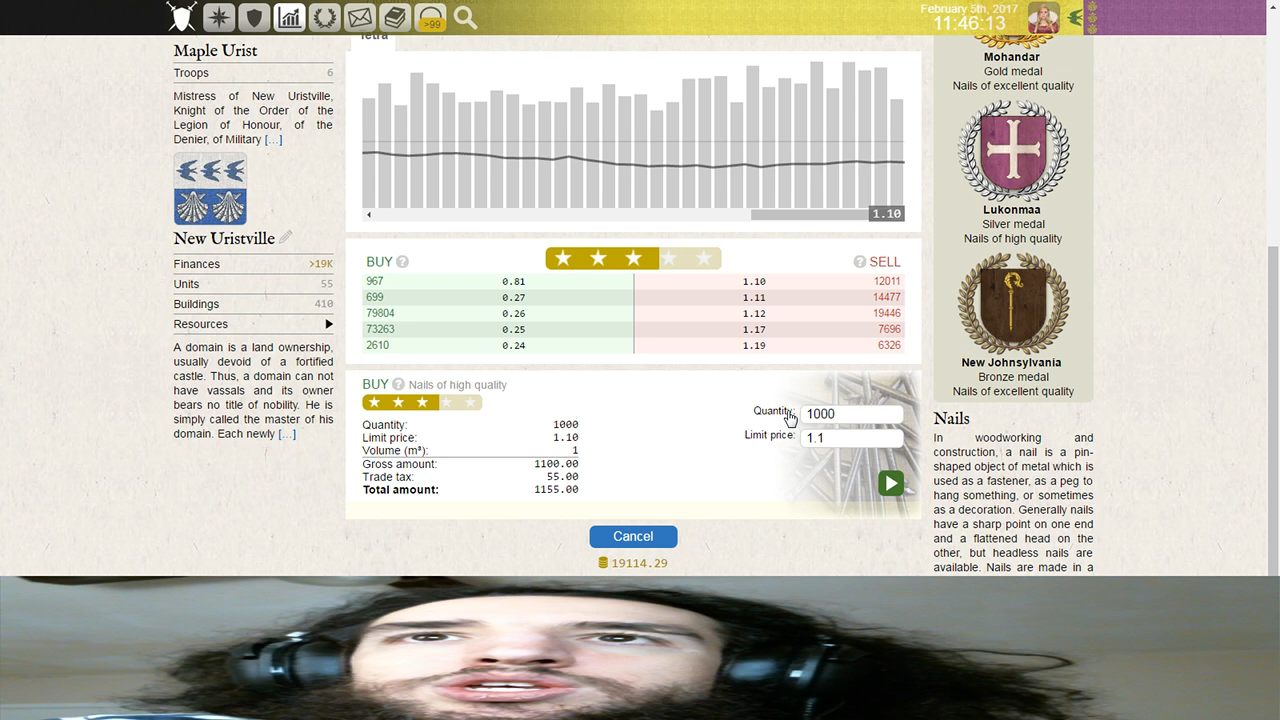 February 5th, 2017
11:46:13
>99
Maple Urist
Troops 6
Mistress of New Uristville,
Knight of the Order of the
Legion of Honour, of the
Denier, of Military [...]
New Uristville
Finances >19K
Units 55
Buildings 410
Resources
A domain is a land ownership,
usually devoid of a fortified
castle. Thus, a domain can not
have vassals and its owner
bears no title of nobility. He is
simply called the master of his
domain. Each newly [...]
1.10
BUY ? ? SELL
967 0.81 1.10 12011
699 0.27 1.11 14477
79804 0.26 1.12 19446
73263 0.25 1.17 7696
2610 0.24 1.19 6326
BUY ? Nails of high quality
Quantity: 1000
Limit price: 1.10
Volume (m³): 1
Gross amount: 1100.00
Trade tax: 55.00
Total amount: 1155.00
Quantity: 1000
Limit price: 1.1
Cancel
19114.29
Mohandar
Gold medal
Nails of excellent quality
Lukonmaa
Silver medal
Nails of high quality
New Johnsylvania
Bronze medal
Nails of excellent quality
Nails
In woodworking and
construction, a nail is a pin-
shaped object of metal which is
used as a fastener, as a peg to
hang something, or sometimes
as a decoration. Generally nails
have a sharp point on one end
and a flattened head on the
other, but headless nails are
available. Nails are made in a